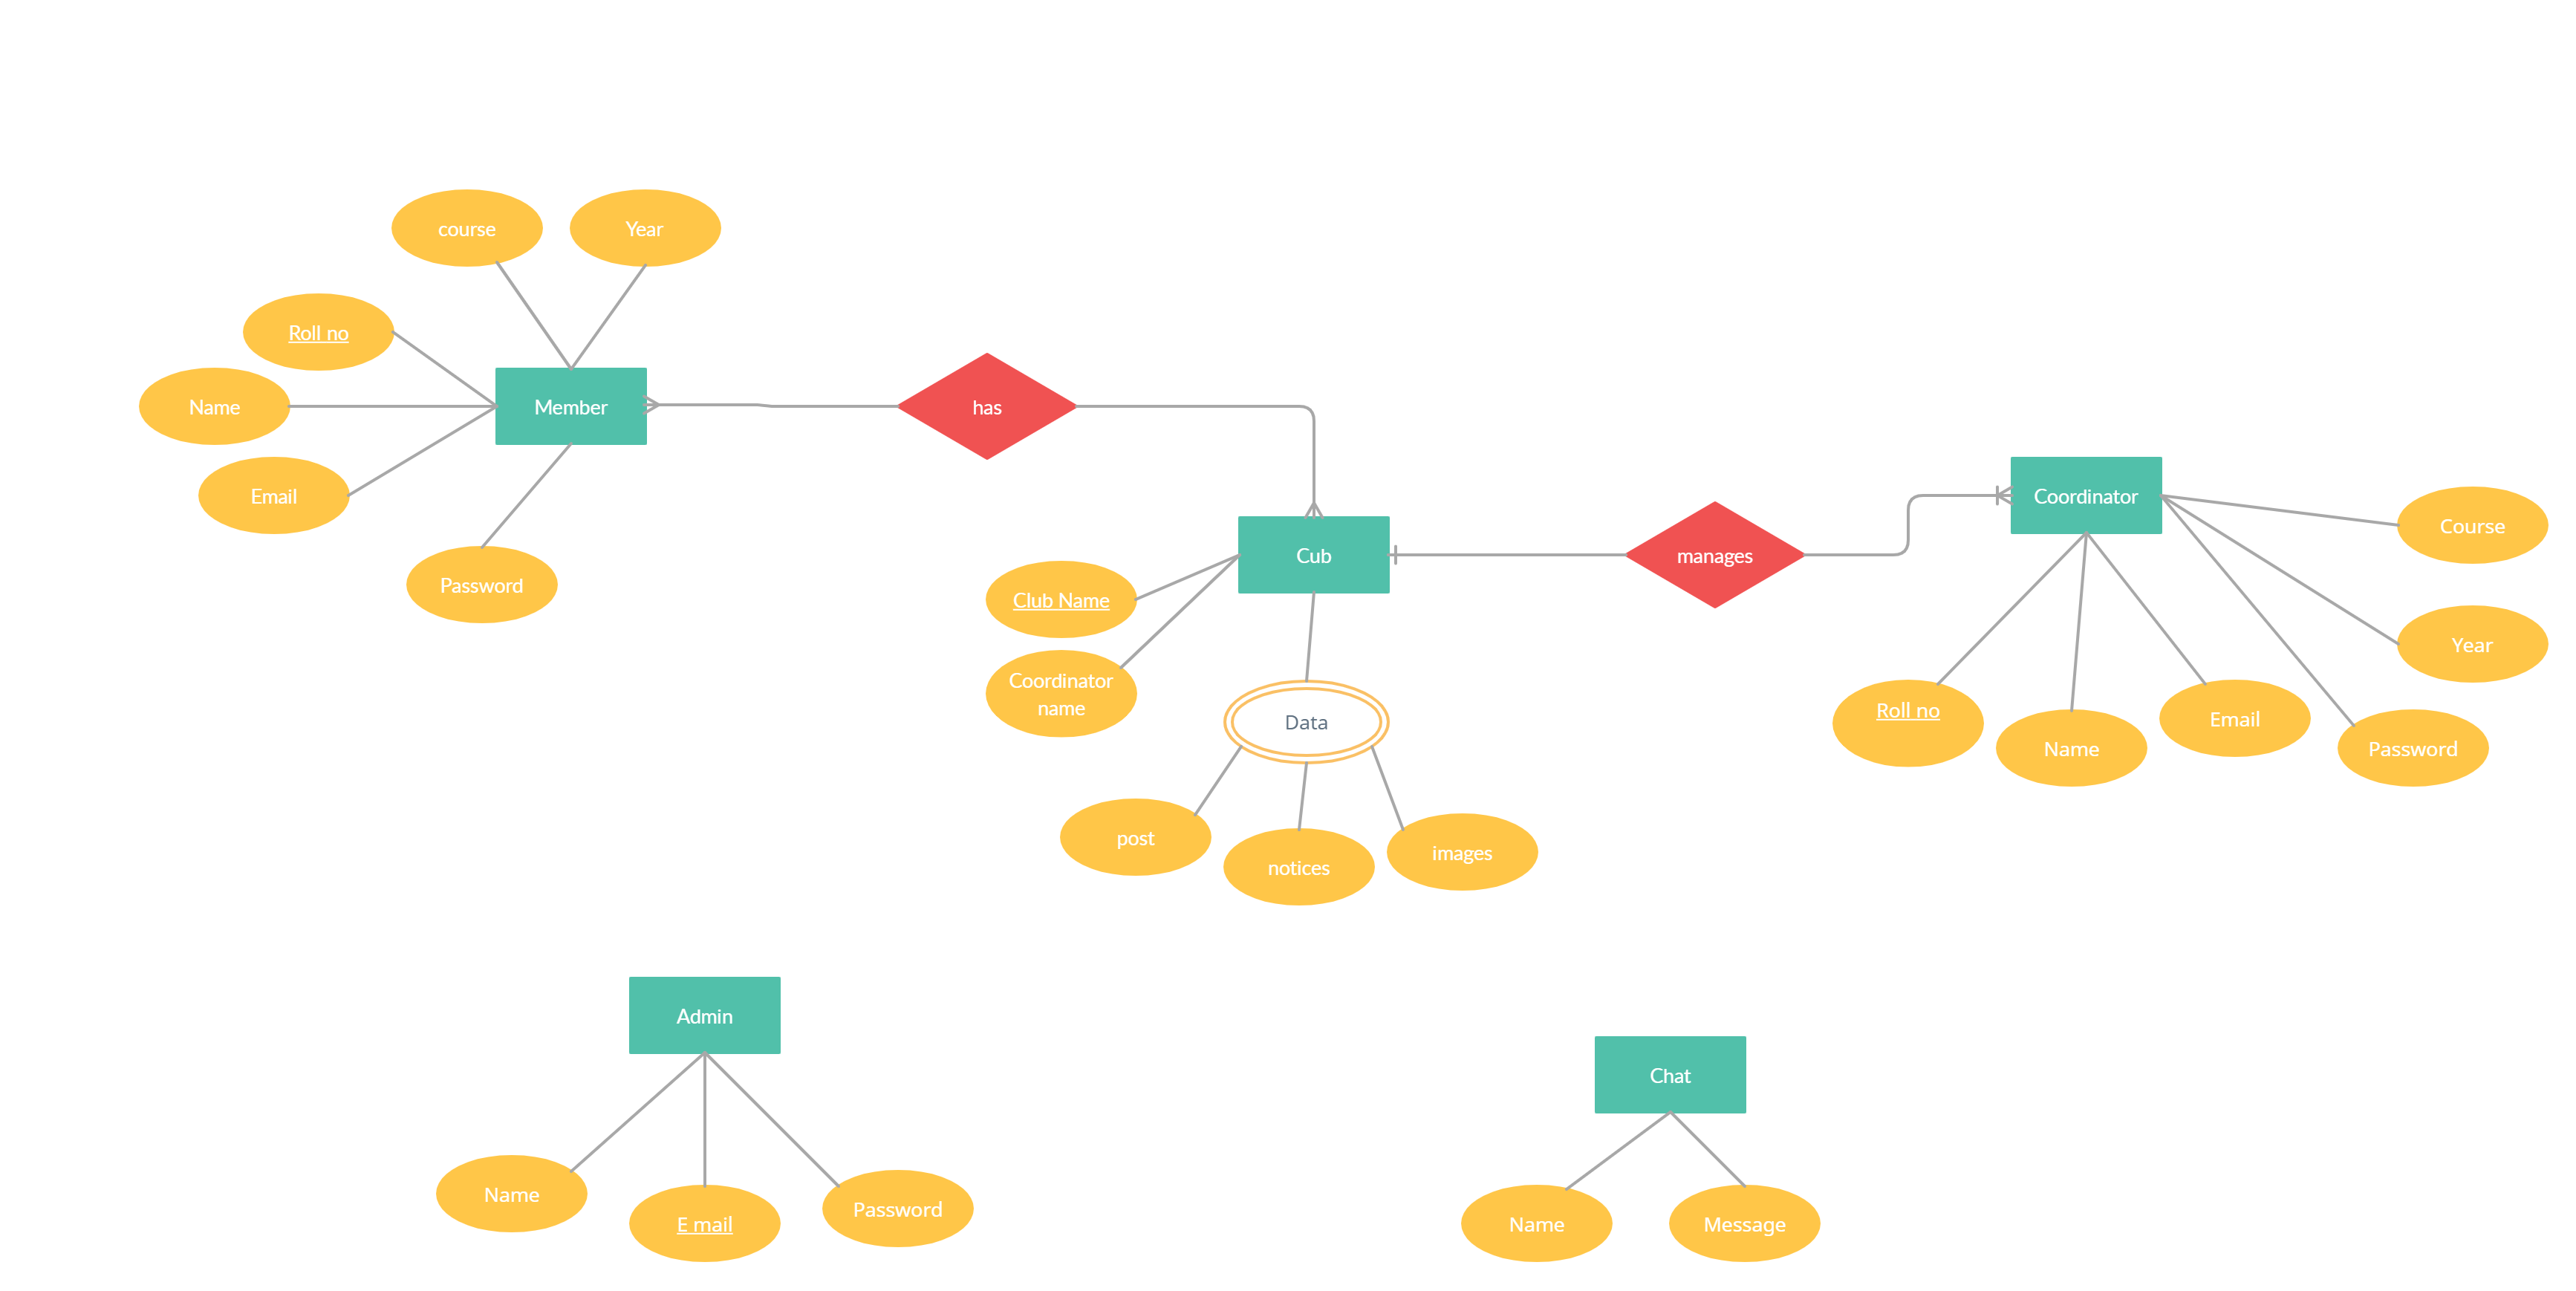 course
Year
Roll no
Name
Member
has
Email
Password
Cub
manages
Coordinator
Club Name
Coordinator
name
Data
post
notices
images
Course
Year
Roll no
Name
Email
Password
Admin
Name
E mail
Password
Chat
Name
Message